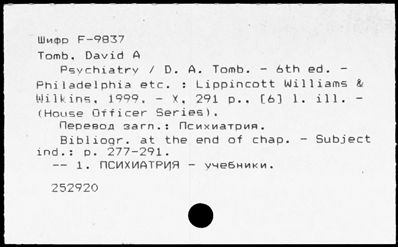 Шифр F-9837
Tomb, David A
Psychiatry / D. A. Tomb. - 6th ed. -
Philadelphia etc. : Lippincott Williams &
Wilkins, 1999. - X, 291 p., [6] l. ill. -
(House Officer Series).
Перевод загл.: Психиатрия.
Bibliogr. at the end of chap. - Subject
ind.: p. 277-291.
-- 1. ПСИХИАТРИЯ - учебники.
252920